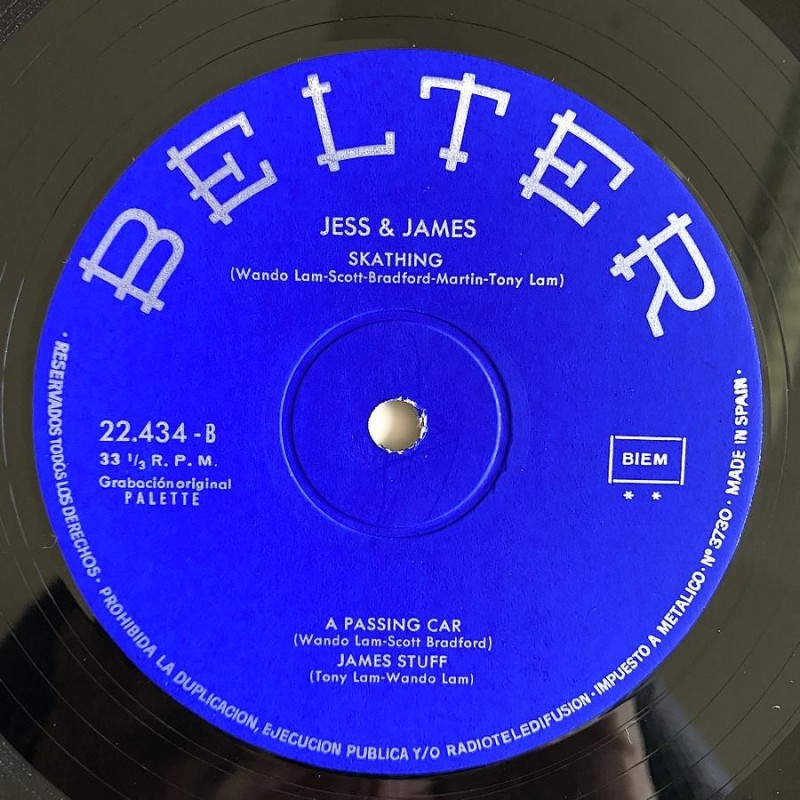 BELTER
JESS & JAMES
SKATHING
(Wando Lam-Scott-Bradford-Martin-Tony Lam)
22.434 - B
33 1/3 R. P. M.
Grabación original
PALETTE
BIEM
* *
A PASSING CAR
(Wando Lam-Scott Bradford)
JAMES STUFF
(Tony Lam-Wando Lam)
· RESERVADOS TODOS LOS DERECHOS · PROHIBIDA LA DUPLICACION, EJECUCION PUBLICA Y/O RADIOTELEDIFUSION · IMPUESTO A METALICO · Nº 3730 · MADE IN SPAIN ·